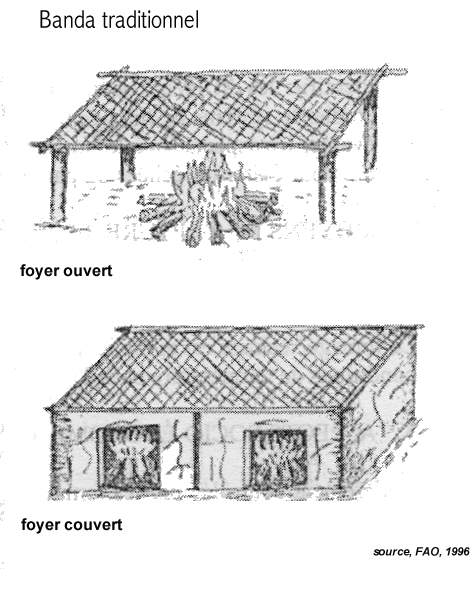 Banda traditionnel
foyer ouvert
foyer couvert
source, FAO, 1996